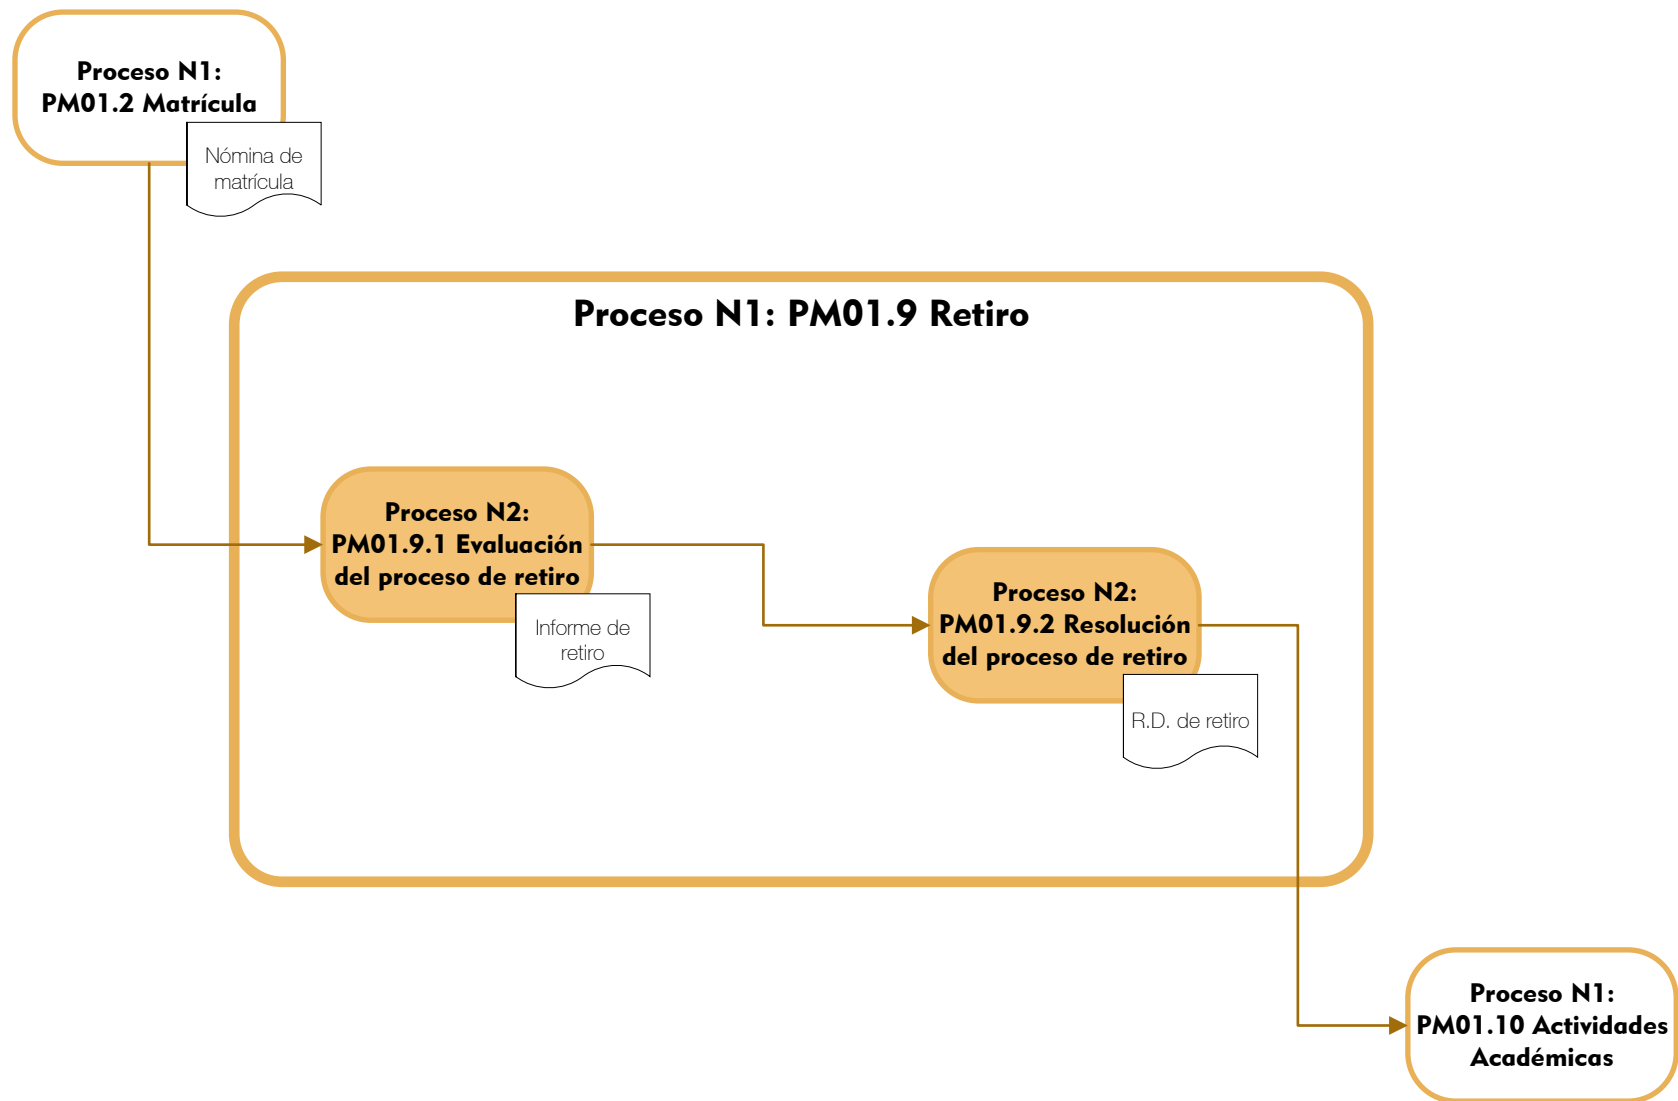 Proceso N1:
PM01.2 Matrícula
Nómina de
matrícula
Proceso N1: PM01.9 Retiro
Proceso N2:
PM01.9.1 Evaluación
del proceso de retiro
Informe de
retiro
Proceso N2:
PM01.9.2 Resolución
del proceso de retiro
R.D. de retiro
Proceso N1:
PM01.10 Actividades
Académicas